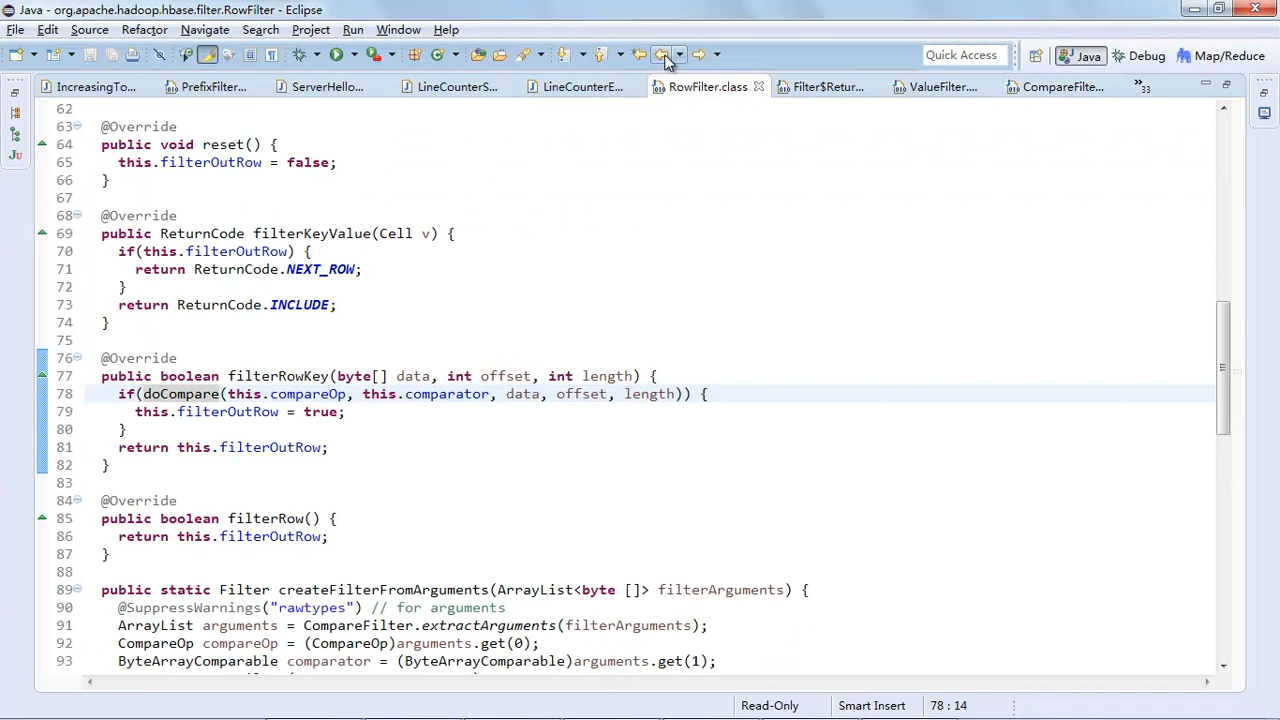 Java - org.apache.hadoop.hbase.filter.RowFilter - Eclipse
File Edit Source Refactor Navigate Search Project Run Window Help
Quick Access Java Debug Map/Reduce
IncreasingTo... PrefixFilter... ServerHello... LineCounterS... LineCounterE... RowFilter.class Filter$Retur... ValueFilter.... CompareFilte... »33
62
63 @Override
64 public void reset() {
65 this.filterOutRow = false;
66 }
67
68 @Override
69 public ReturnCode filterKeyValue(Cell v) {
70 if(this.filterOutRow) {
71 return ReturnCode.NEXT_ROW;
72 }
73 return ReturnCode.INCLUDE;
74 }
75
76 @Override
77 public boolean filterRowKey(byte[] data, int offset, int length) {
78 if(doCompare(this.compareOp, this.comparator, data, offset, length)) {
79 this.filterOutRow = true;
80 }
81 return this.filterOutRow;
82 }
83
84 @Override
85 public boolean filterRow() {
86 return this.filterOutRow;
87 }
88
89 public static Filter createFilterFromArguments(ArrayList<byte []> filterArguments) {
90 @SuppressWarnings("rawtypes") // for arguments
91 ArrayList arguments = CompareFilter.extractArguments(filterArguments);
92 CompareOp compareOp = (CompareOp)arguments.get(0);
93 ByteArrayComparable comparator = (ByteArrayComparable)arguments.get(1);
Read-Only Smart Insert 78 : 14